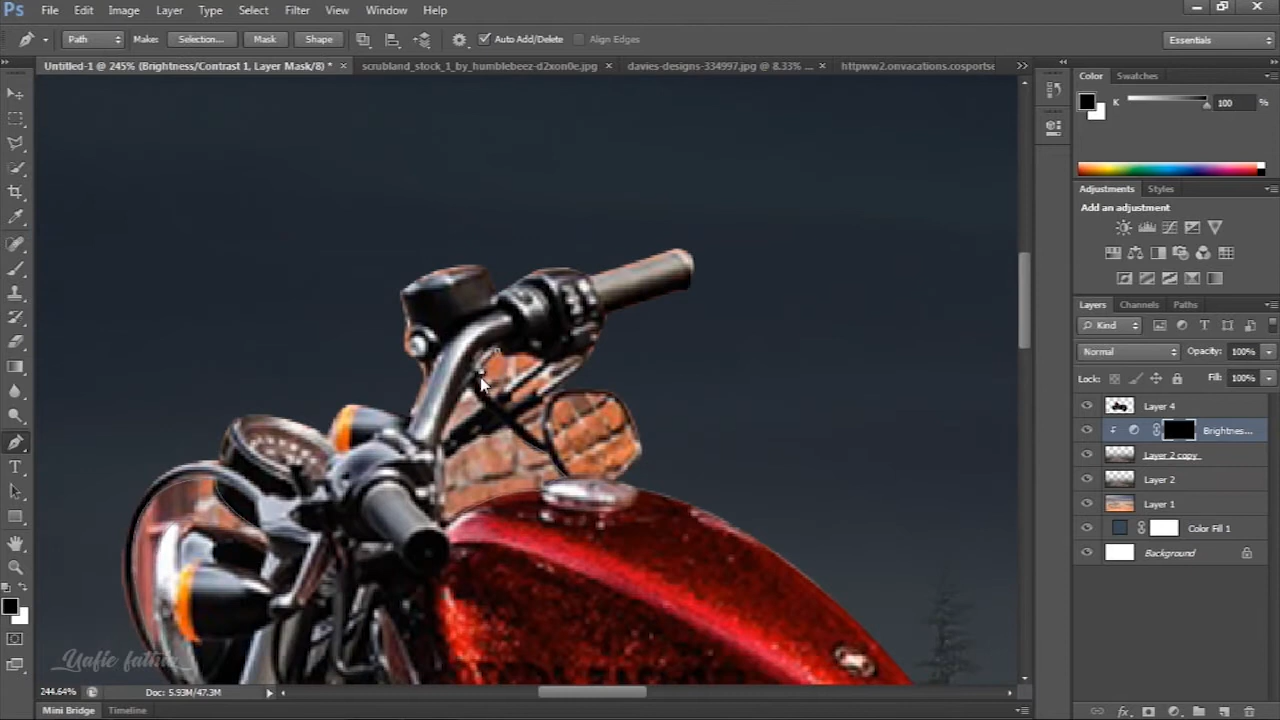 Ps File Edit Image Layer Type Select Filter View Window Help
Path Makes Selection... Mask Shape Auto Add/Delete Align Edges Essentials
Untitled-1 @ 245% (Brightness/Contrast 1, Layer Mask/8) * × scrubland_stock_1_by_humblebeez-d2xon0e.jpg × davies-designs-334997.jpg @ 8.33%... × httpww2.onvacations.cosportse
Color Swatches
K 100 %
Adjustments Styles
Add an adjustment
Layers Channels Paths
Kind
Normal Opacity: 100%
Lock: Fill: 100%
Layer 4
Brightnes...
Layer 2 copy
Layer 2
Layer 1
Color Fill 1
Background
244.64% Doc: 5.93M/47.3M
Mini Bridge Timeline